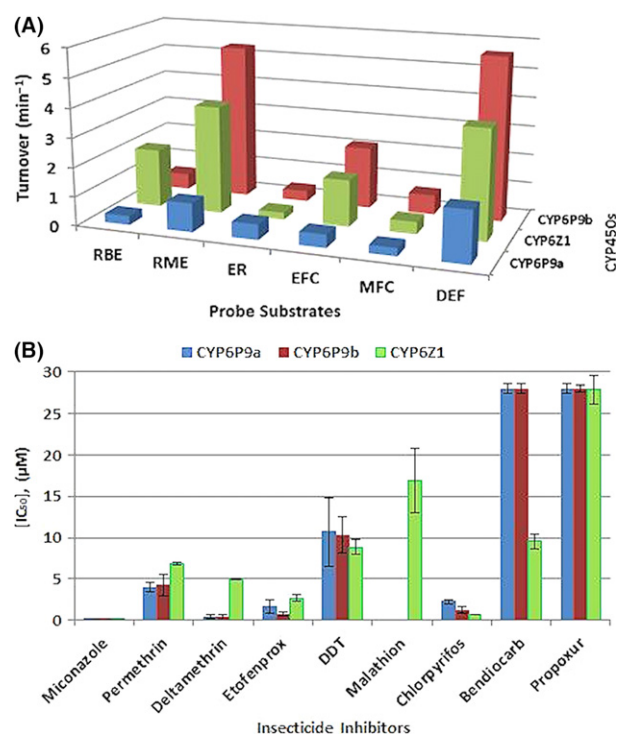 (A)
Turnover (min⁻¹)
6
5
4
3
2
1
0
RBE
RME
ER
EFC
MFC
DEF
CYP6P9b
CYP6Z1
CYP6P9a
CYP450s
Probe Substrates
(B)
CYP6P9a CYP6P9b CYP6Z1
[IC₅₀], (µM)
30
25
20
15
10
5
0
Miconazole
Permethrin
Deltamethrin
Etofenprox
DDT
Malathion
Chlorpyrifos
Bendiocarb
Propoxur
Insecticide Inhibitors